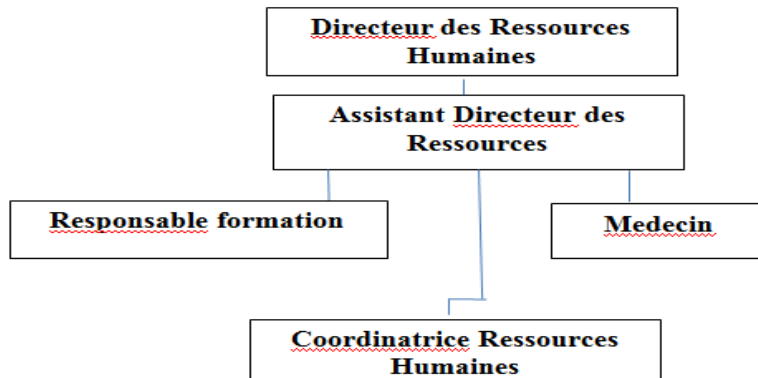 Directeur des Ressources
Humaines
Assistant Directeur des
Ressources
Responsable formation
Medecin
Coordinatrice Ressources
Humaines